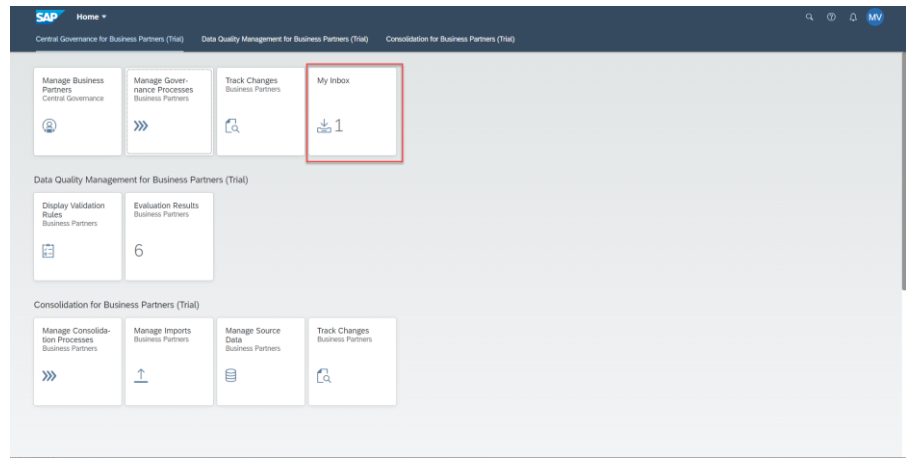 SAP Home
MV
Central Governance for Business Partners (Trial) Data Quality Management for Business Partners (Trial) Consolidation for Business Partners (Trial)
Manage Business
Partners
Central Governance
Manage Gover-
nance Processes
Business Partners
Track Changes
Business Partners
My Inbox
1
Data Quality Management for Business Partners (Trial)
Display Validation
Rules
Business Partners
Evaluation Results
Business Partners
6
Consolidation for Business Partners (Trial)
Manage Consolida-
tion Processes
Business Partners
Manage Imports
Business Partners
Manage Source
Data
Business Partners
Track Changes
Business Partners